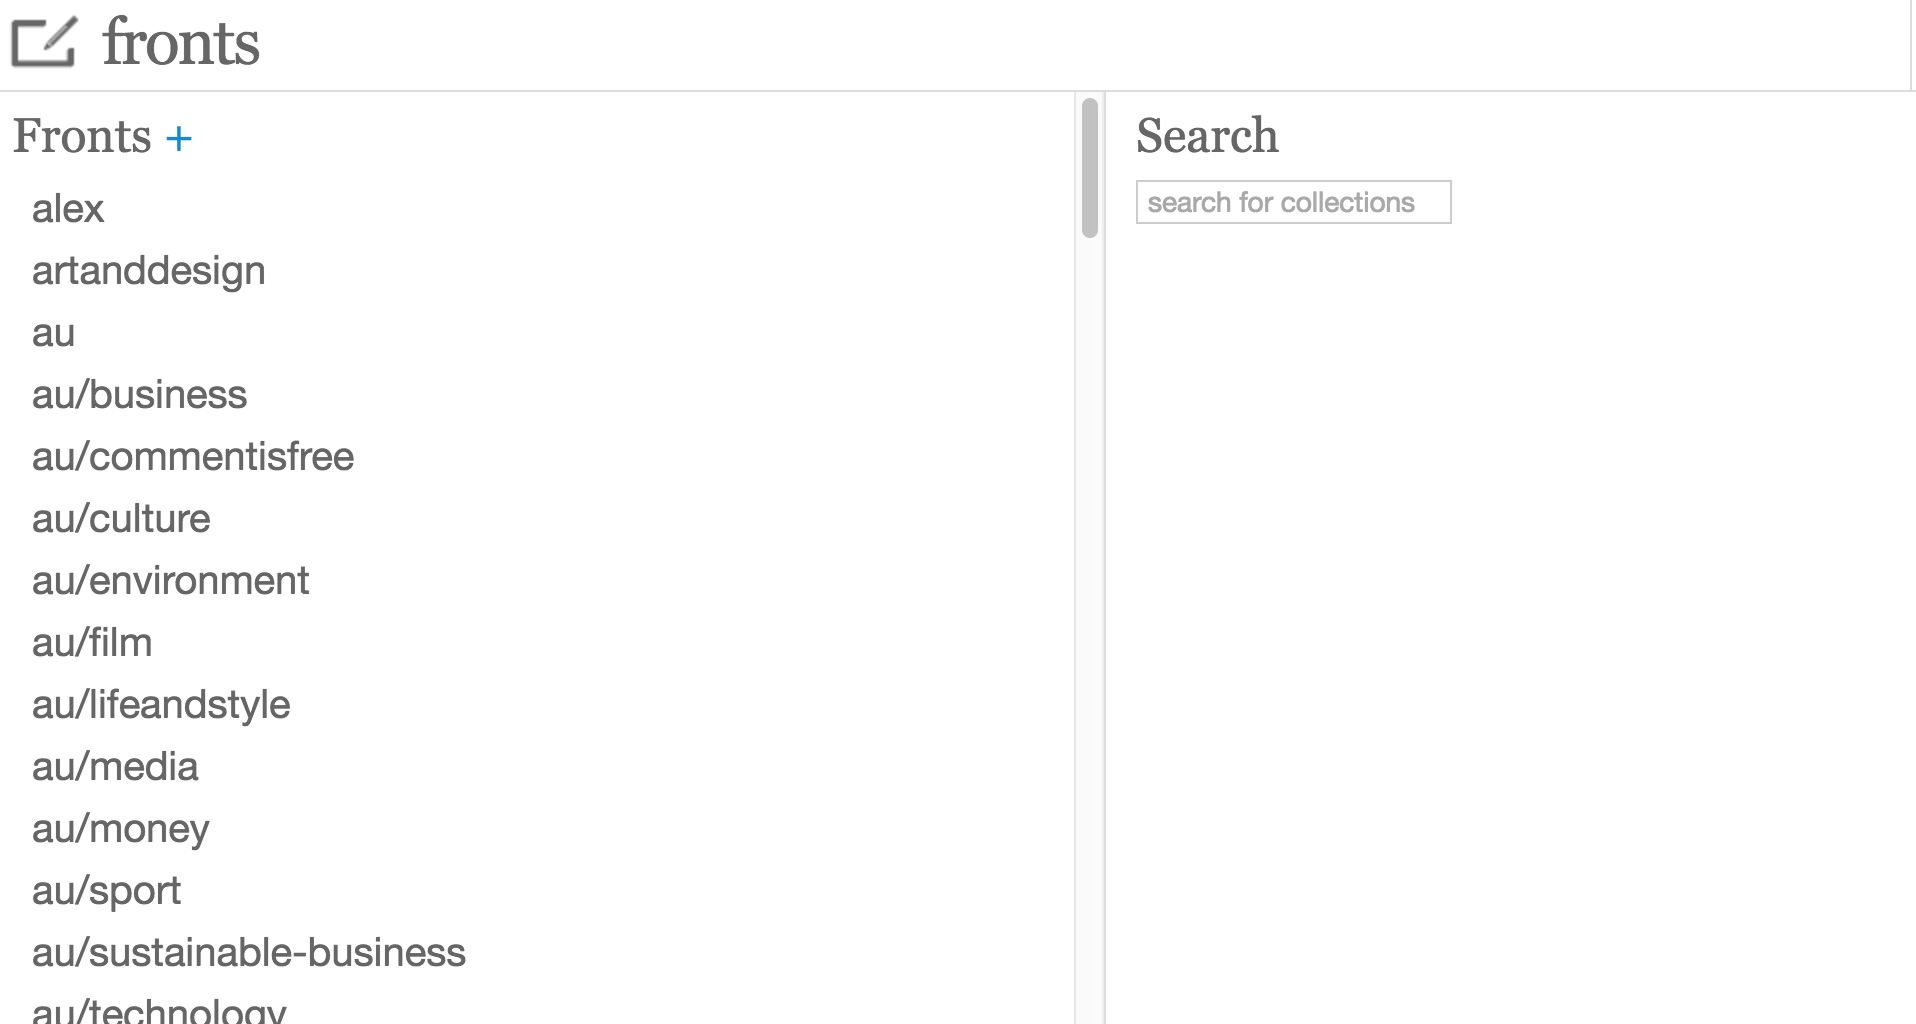 fronts
Fronts +
alex
artanddesign
au
au/business
au/commentisfree
au/culture
au/environment
au/film
au/lifeandstyle
au/media
au/money
au/sport
au/sustainable-business
au/technology
Search
search for collections